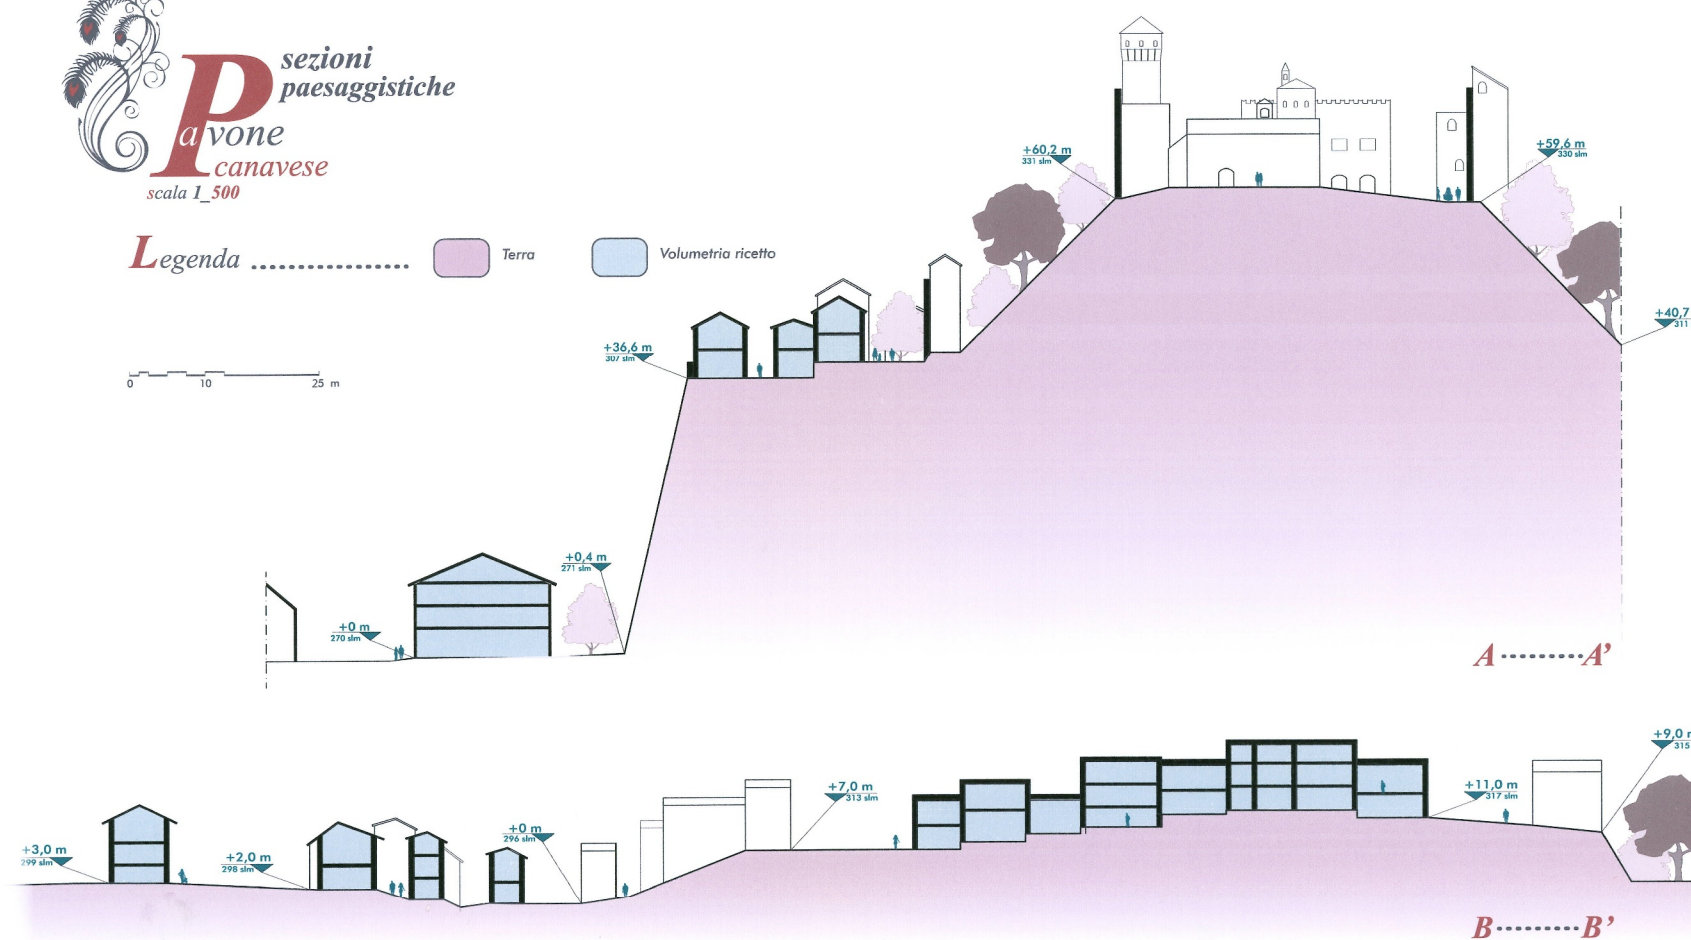 sezioni
paesaggistiche
Pavone
canavese
scala 1_500
Legenda
Terra
Volumetria ricetto
0 10 25 m
+60,2 m
331 slm
+59,6 m
330 slm
+40,7
311
+36,6 m
307 slm
+0,4 m
271 slm
+0 m
270 slm
A A'
+9,0 m
315
+7,0 m
313 slm
+11,0 m
317 slm
+0 m
296 slm
+3,0 m
299 slm
+2,0 m
298 slm
B B'